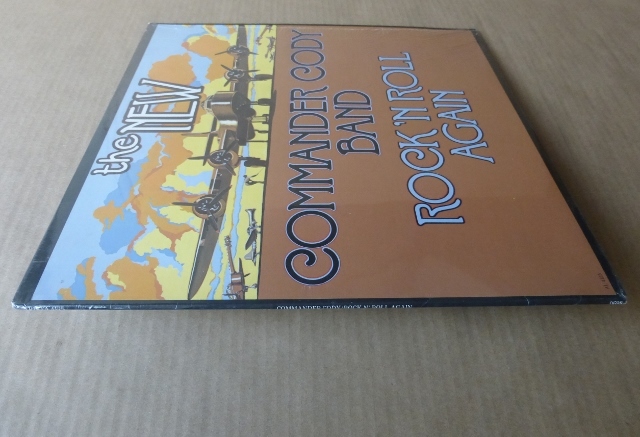 the NEW
COMMANDER CODY
BAND
ROCK 'N ROLL
AGAIN
COMMANDER CODY/ROCK N' ROLL AGAIN